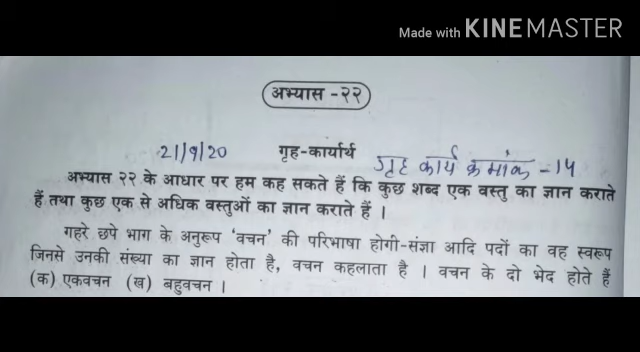 Made with KINEMASTER
अभ्यास -२२
21/9/20 गृह-कार्यार्थ गृह कार्य क्रमांक -14
अभ्यास २२ के आधार पर हम कह सकते हैं कि कुछ शब्द एक वस्तु का ज्ञान कराते
हैं तथा कुछ एक से अधिक वस्तुओं का ज्ञान कराते हैं ।
गहरे छपे भाग के अनुरूप 'वचन' की परिभाषा होगी-संज्ञा आदि पदों का वह स्वरूप
जिनसे उनकी संख्या का ज्ञान होता है, वचन कहलाता है । वचन के दो भेद होते हैं
(क) एकवचन (ख) बहुवचन ।